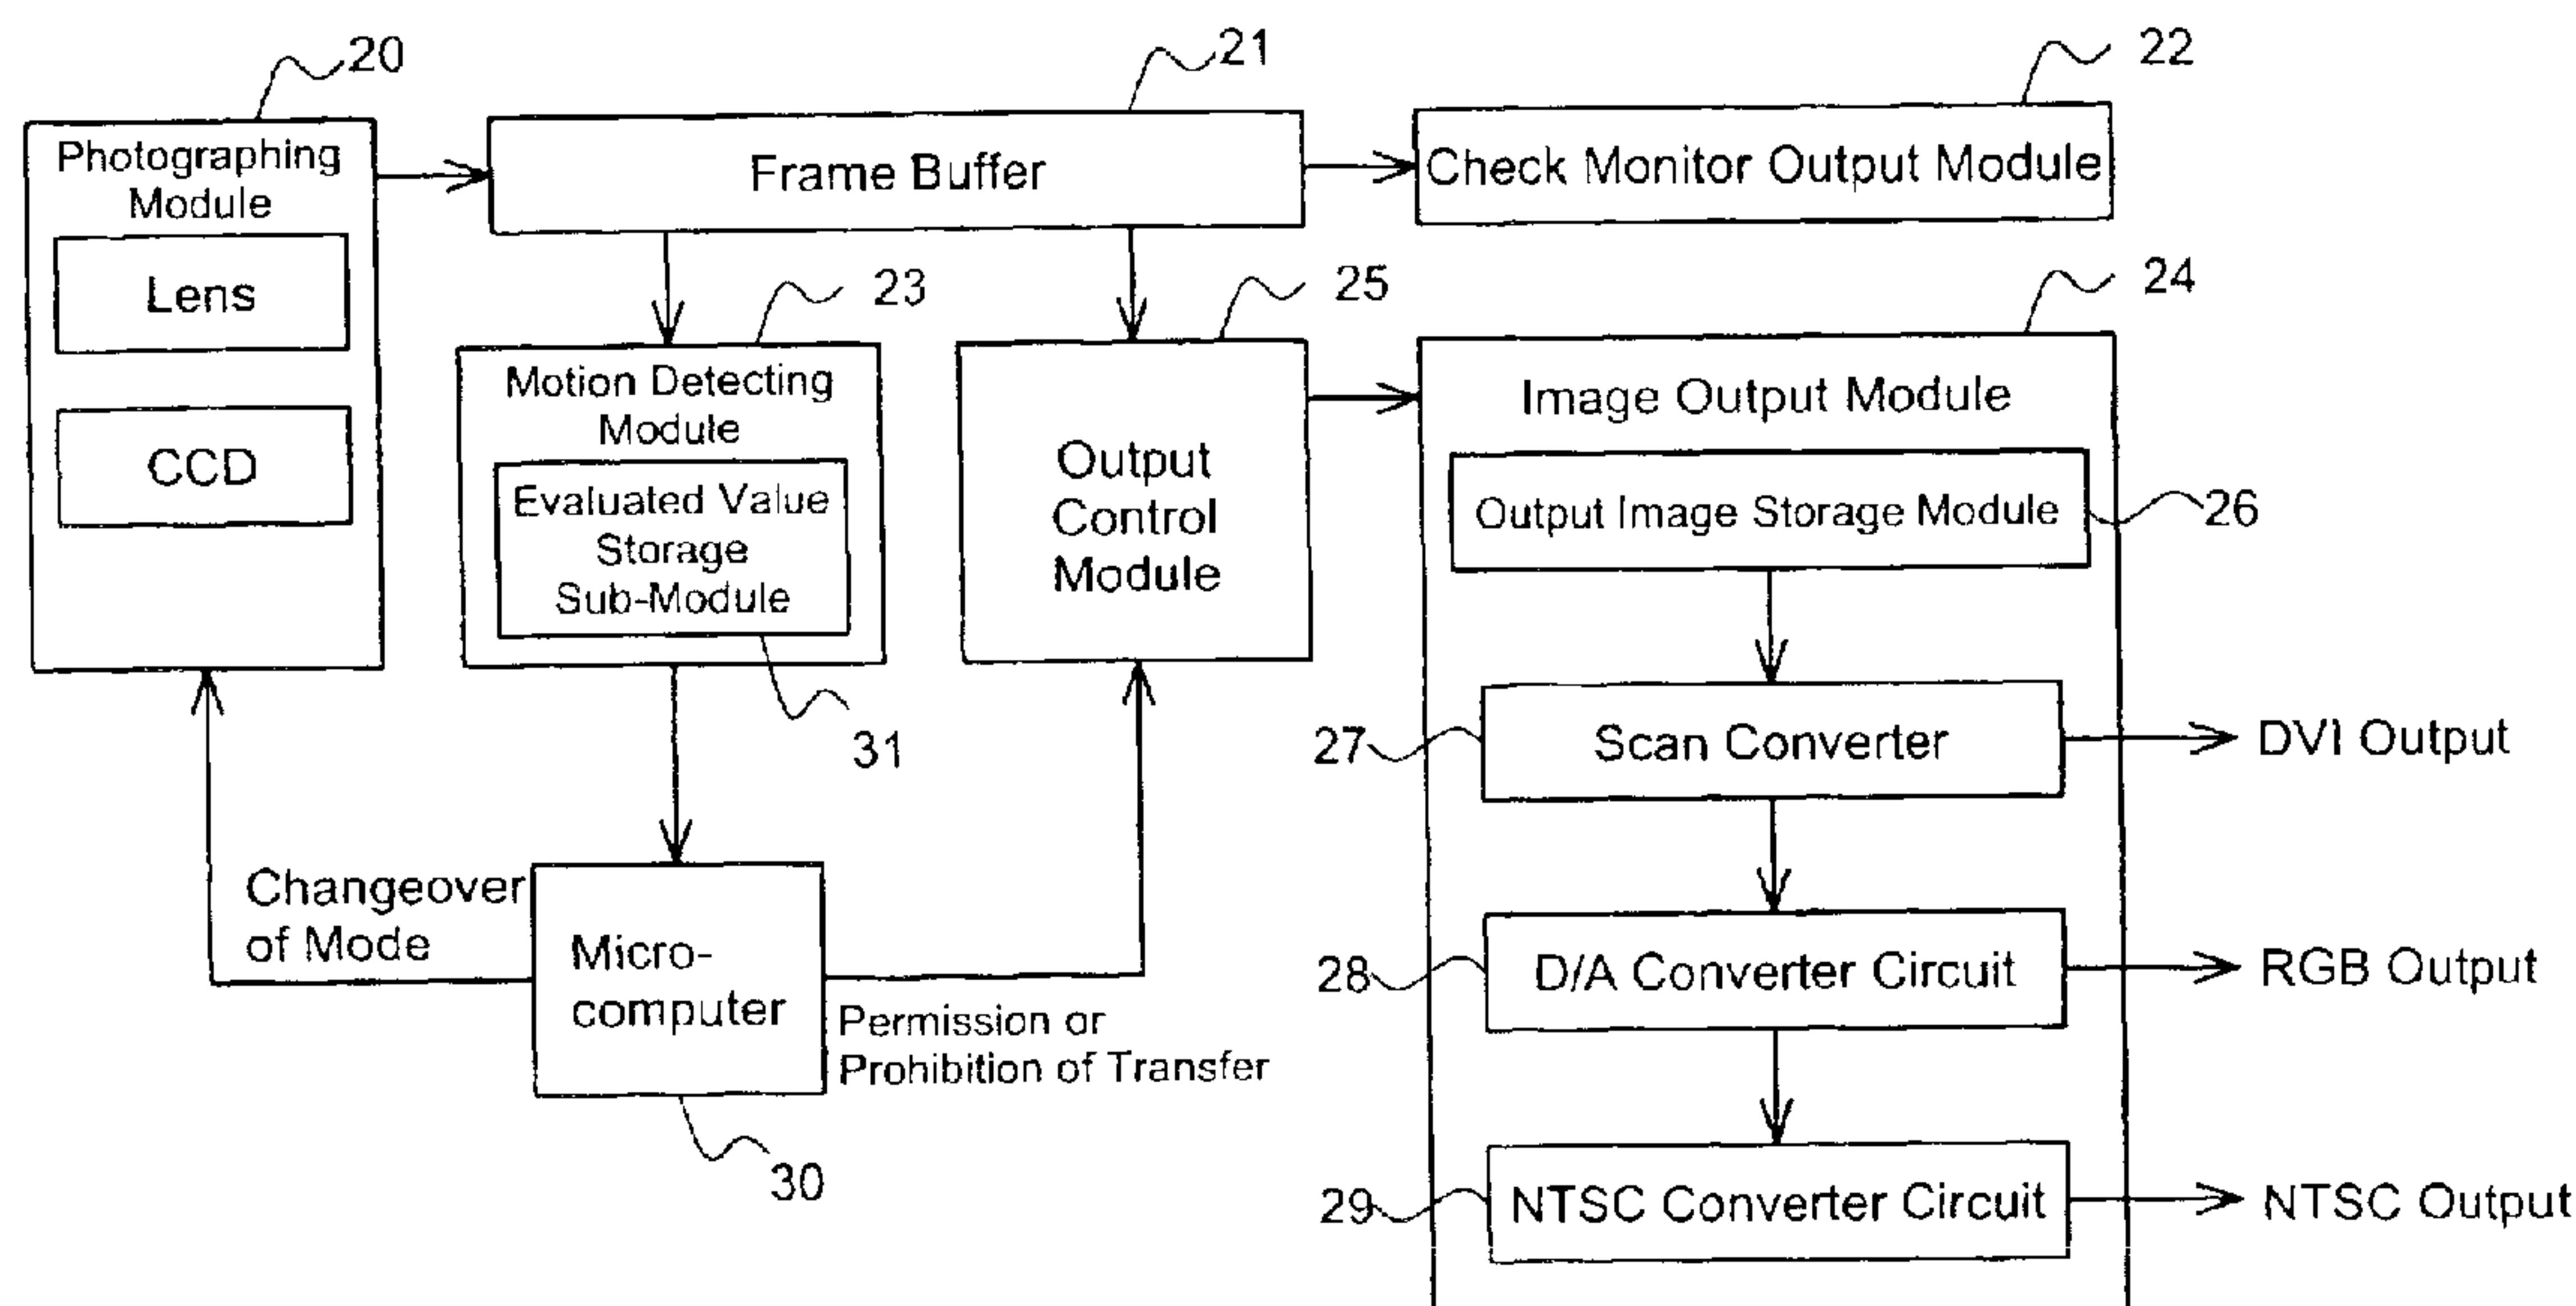 20
21
22
Photographing
Module
Lens
CCD
Frame Buffer
Check Monitor Output Module
23
25
24
Motion Detecting
Module
Evaluated Value
Storage
Sub-Module
31
Output
Control
Module
Image Output Module
Output Image Storage Module
26
27
Scan Converter
DVI Output
Changeover
of Mode
Micro-
computer
30
Permission or
Prohibition of Transfer
28
D/A Converter Circuit
RGB Output
29
NTSC Converter Circuit
NTSC Output